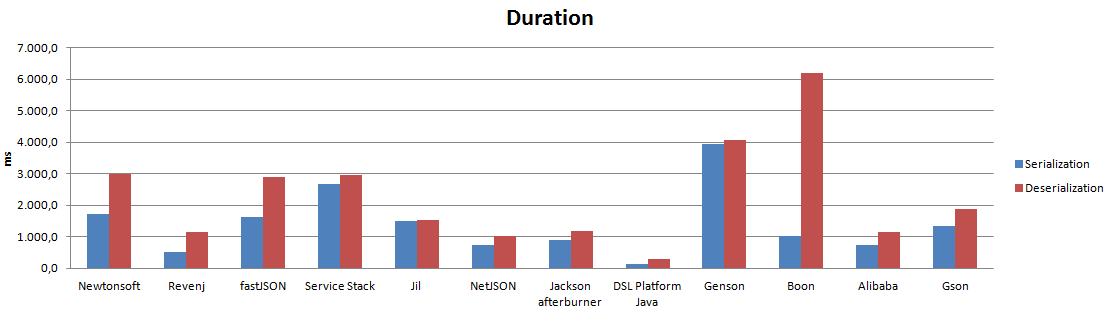 Duration
7.000,0
6.000,0
5.000,0
4.000,0
3.000,0
2.000,0
1.000,0
0,0
ms
Newtonsoft
Revenj
fastJSON
Service Stack
Jil
NetJSON
Jackson
afterburner
DSL Platform
Java
Genson
Boon
Alibaba
Gson
Serialization
Deserialization